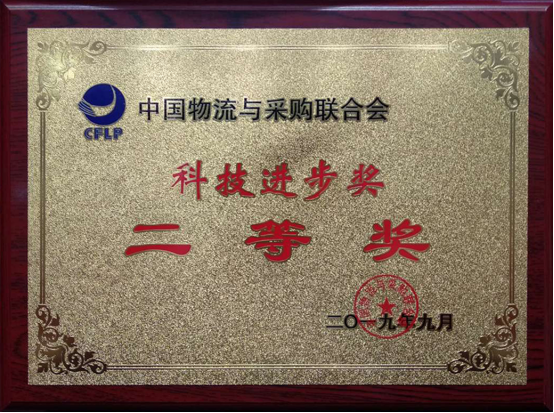 中国物流与采购联合会
CFLP
科技进步奖
二等奖
二〇一九年九月